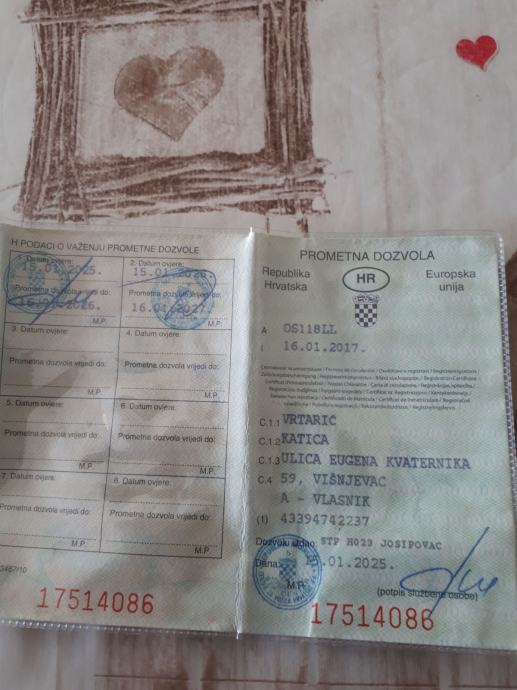 H PODACI O VAŽENJU PROMETNE DOZVOLE
1. Datum ovjere:
15.01.2025.
Prometna dozvola vrijedi do:
16.01.2026.
M.P.
2. Datum ovjere:
15.01.2026.
Prometna dozvola vrijedi do:
16.01.2027.
M.P.
3. Datum ovjere:
Prometna dozvola vrijedi do:
M.P.
4. Datum ovjere:
Prometna dozvola vrijedi do:
M.P.
5. Datum ovjere:
Prometna dozvola vrijedi do:
M.P.
6. Datum ovjere:
Prometna dozvola vrijedi do:
M.P.
7. Datum ovjere:
Prometna dozvola vrijedi do:
M.P.
8. Datum ovjere:
Prometna dozvola vrijedi do:
M.P.
17514086
PROMETNA DOZVOLA
Republika
Hrvatska
HR
Europska
unija
A OS118LL
I 16.01.2017.
C.1.1 VRTARIĆ
C.1.2 KATICA
C.1.3 ULICA EUGENA KVATERNIKA
59, VIŠNJEVAC
C.4 A - VLASNIK
(1) 43394742237
Dozvolu izdao: STP H023 JOSIPOVAC
Dana: .01.2025.
M.P.
(potpis službene osobe)
17514086